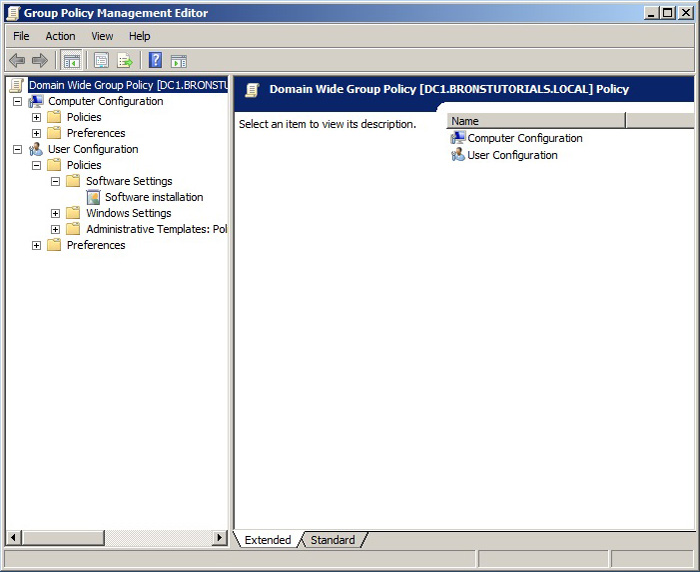 Group Policy Management Editor
File Action View Help
Domain Wide Group Policy [DC1.BRONSTU
Computer Configuration
Policies
Preferences
User Configuration
Policies
Software Settings
Software installation
Windows Settings
Administrative Templates: Pol
Preferences
Domain Wide Group Policy [DC1.BRONSTUTORIALS.LOCAL] Policy
Select an item to view its description.
Name
Computer Configuration
User Configuration
Extended Standard